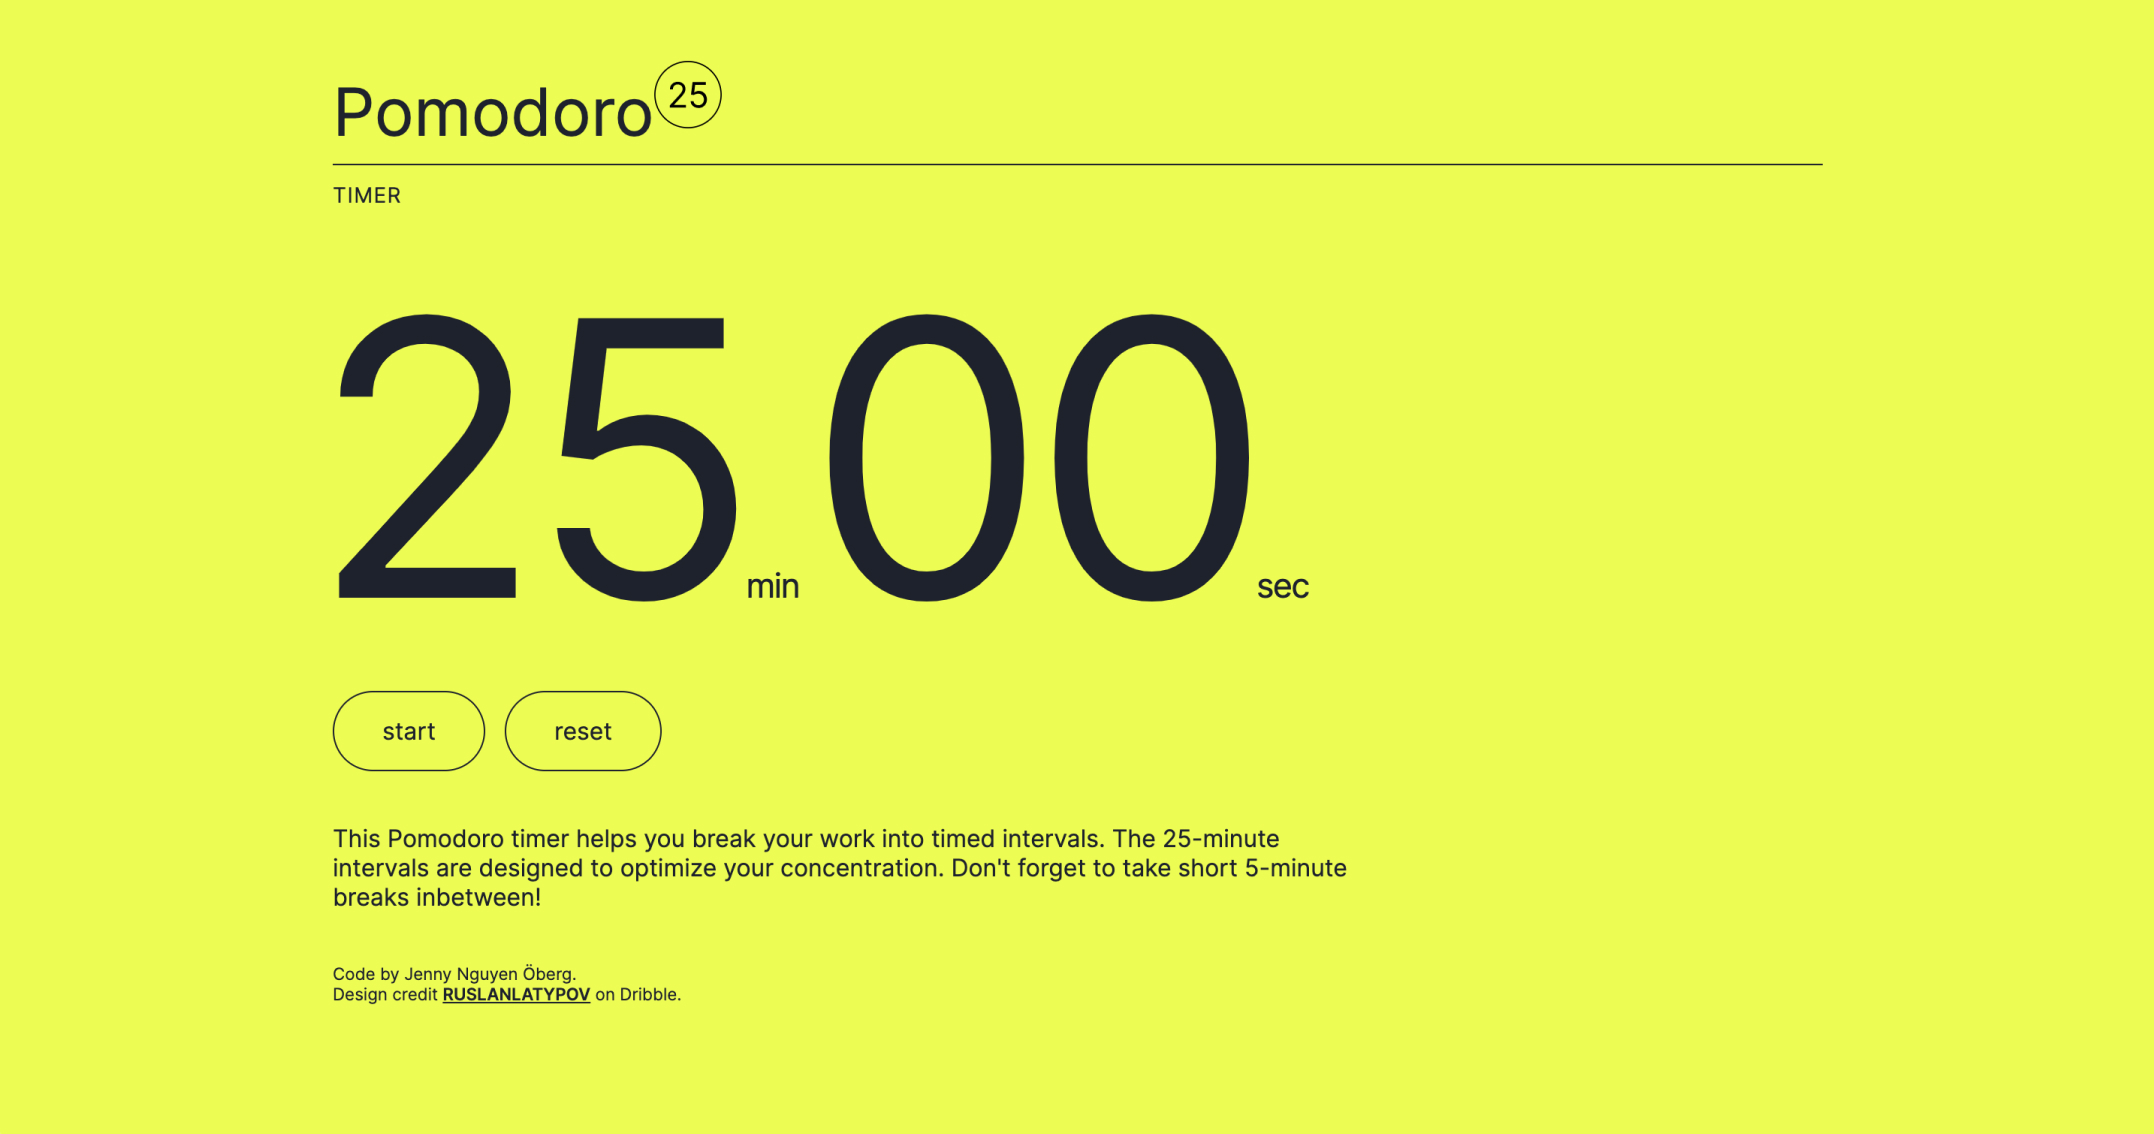 Pomodoro 25
TIMER
25 min 00 sec
start reset
This Pomodoro timer helps you break your work into timed intervals. The 25-minute
intervals are designed to optimize your concentration. Don't forget to take short 5-minute
breaks inbetween!
Code by Jenny Nguyen Öberg.
Design credit RUSLANLATYPOV on Dribble.